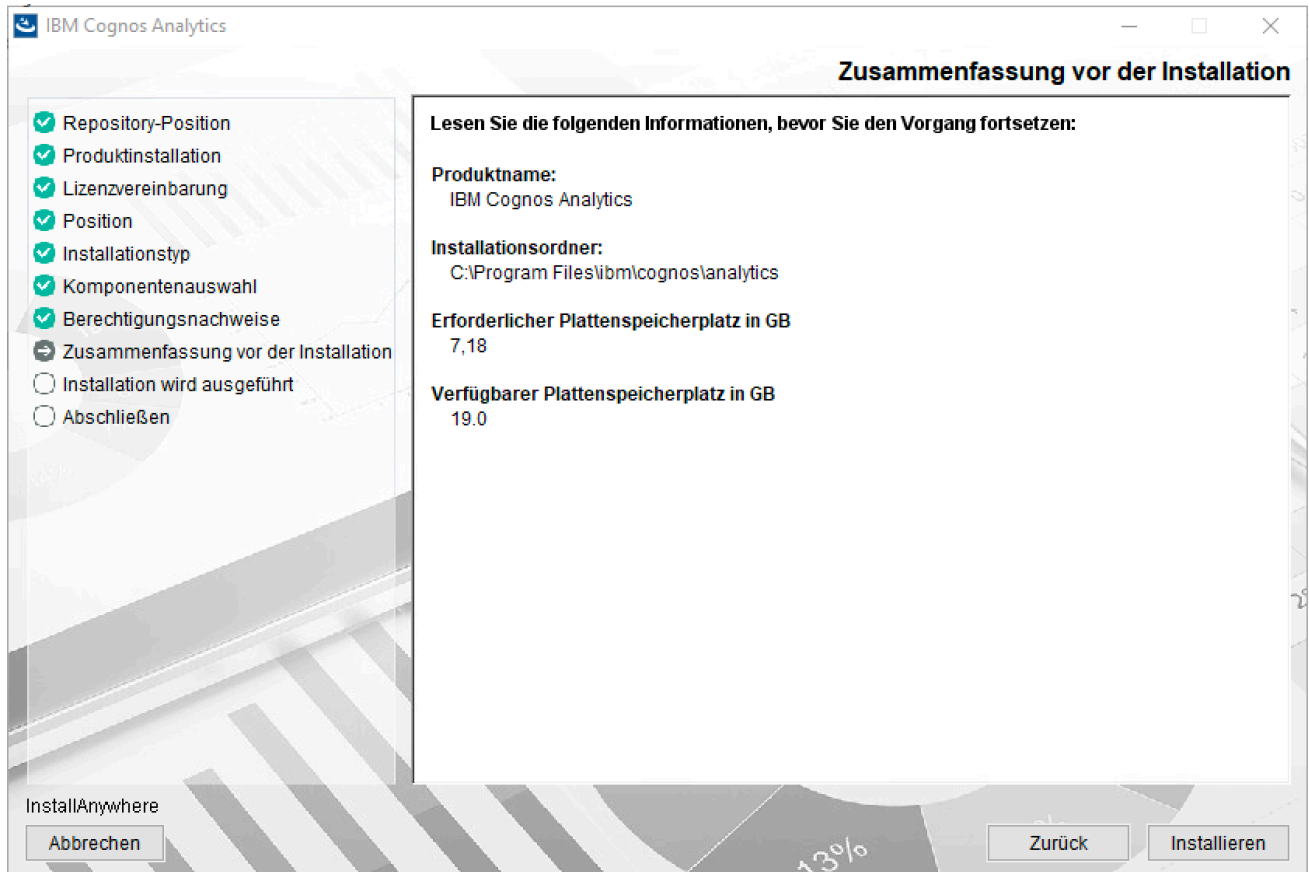 IBM Cognos Analytics
Zusammenfassung vor der Installation
Repository-Position
Produktinstallation
Lizenzvereinbarung
Position
Installationstyp
Komponentenauswahl
Berechtigungsnachweise
Zusammenfassung vor der Installation
Installation wird ausgeführt
Abschließen
Lesen Sie die folgenden Informationen, bevor Sie den Vorgang fortsetzen:
Produktname:
IBM Cognos Analytics
Installationsordner:
C:\Program Files\ibm\cognos\analytics
Erforderlicher Plattenspeicherplatz in GB
7,18
Verfügbarer Plattenspeicherplatz in GB
19.0
InstallAnywhere
Abbrechen
13%
Zurück
Installieren